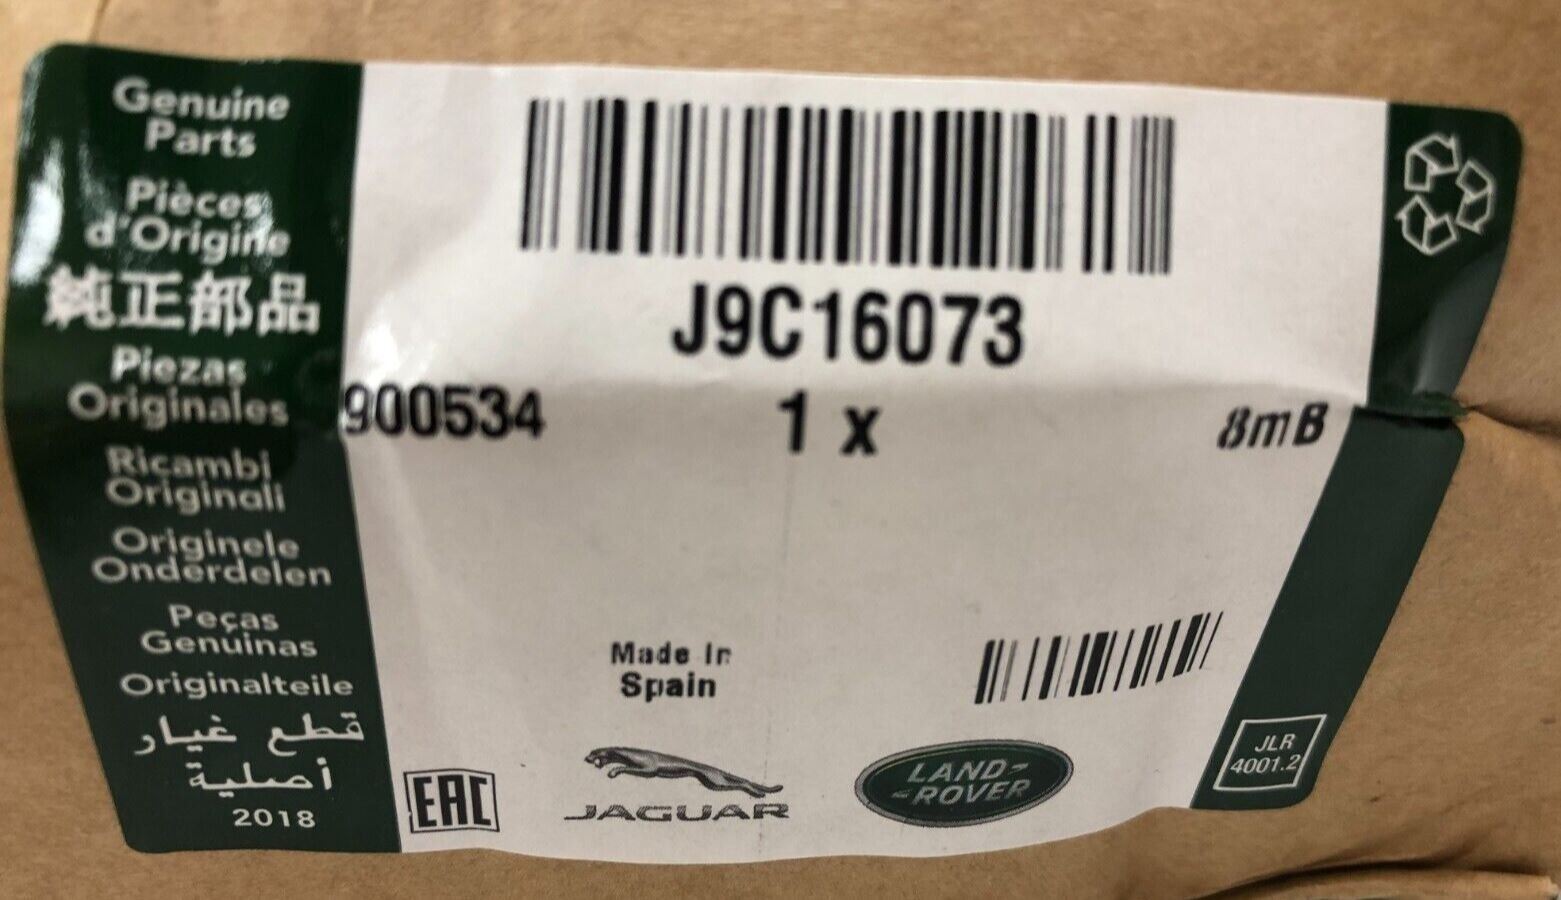 Genuine
Parts
Pièces
d'Origine
純正部品
Piezas
Originales
Ricambi
Originali
Originele
Onderdelen
Peças
Genuinas
Originalteile
قطع غيار
أصلية
2018
J9C16073
900534
1 x
8mB
Made In
Spain
EAC
JAGUAR
LAND-
-ROVER
JLR
4001.2